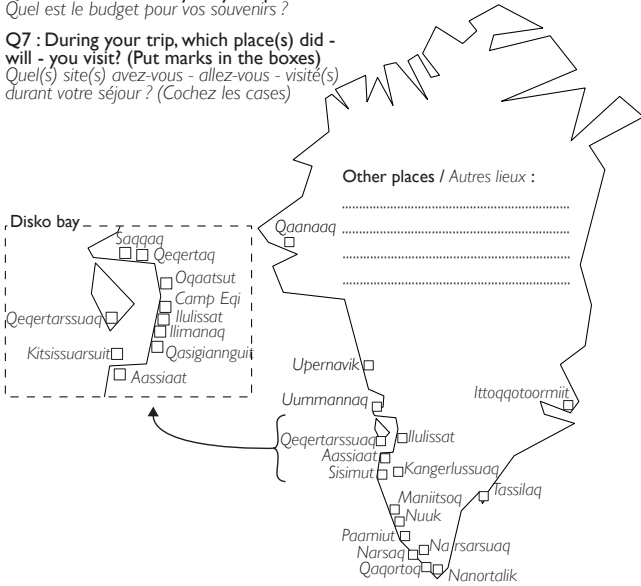 Quel est le budget pour vos souvenirs ?
Q7 : During your trip, which place(s) did -
will - you visit? (Put marks in the boxes)
Quel(s) site(s) avez-vous - allez-vous - visité(s)
durant votre séjour ? (Cochez les cases)
Other places / Autres lieux :
Disko bay
Saqqaq
Qeqertaq
Oqaatsut
Camp Eqi
Ilulissat
Ilimanaq
Qeqertarssuaq
Kitsissuarsuit
Qasigiannguit
Aassiaat
Qaanaaq
Upernavik
Uummannaq
Ittoqqotoormiit
Qeqertarssuaq
Ilulissat
Aassiaat
Sisimut
Kangerlussuaq
Maniitsoq
Tassilaq
Nuuk
Paamiut
Narsaq
Narsarsuaq
Qaqortoq
Nanortalik